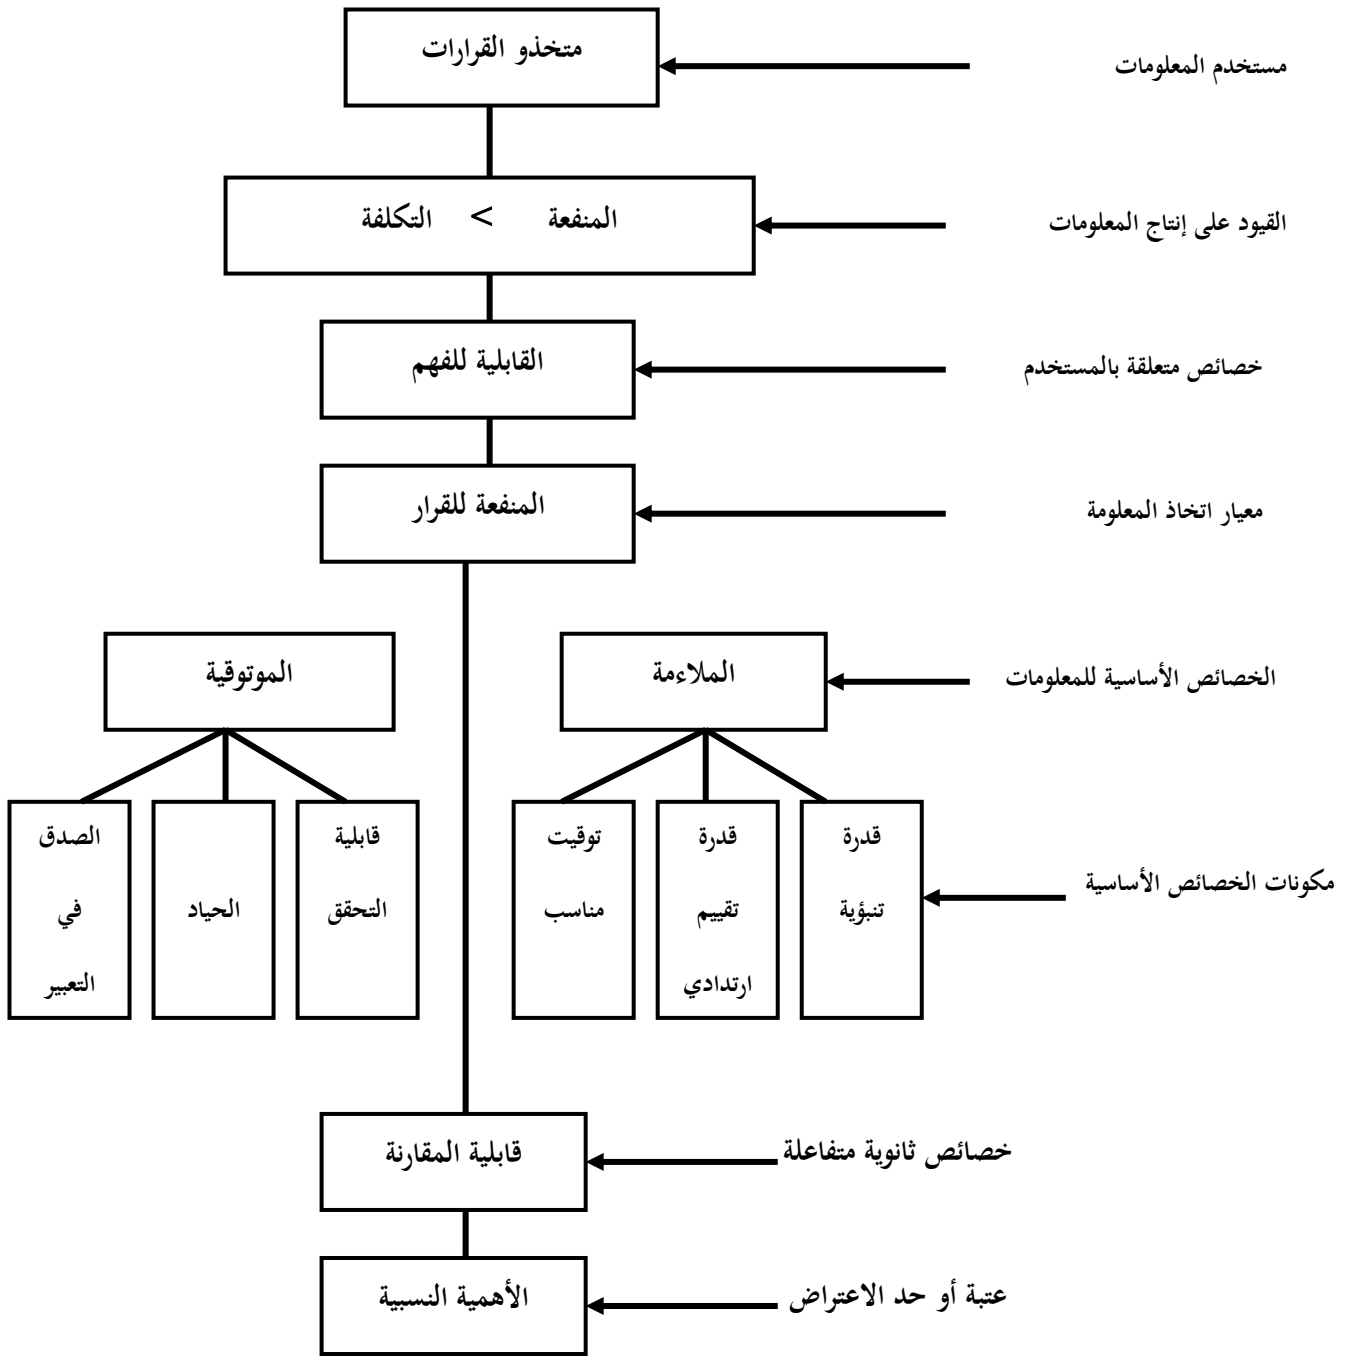 متخذو القرارات
مستخدم المعلومات
المنفعة > التكلفة
القيود على إنتاج المعلومات
القابلية للفهم
خصائص متعلقة بالمستخدم
المنفعة للقرار
معيار اتخاذ المعلومة
الملاءمة
الموتوقية
الخصائص الأساسية للمعلومات
قدرة
تنبؤية
قدرة
تقييم
ارتدادي
توقيت
مناسب
قابلية
التحقق
الحياد
الصدق
في
التعبير
مكونات الخصائص الأساسية
قابلية المقارنة
خصائص ثانوية متفاعلة
الأهمية النسبية
عتبة أو حد الاعتراض